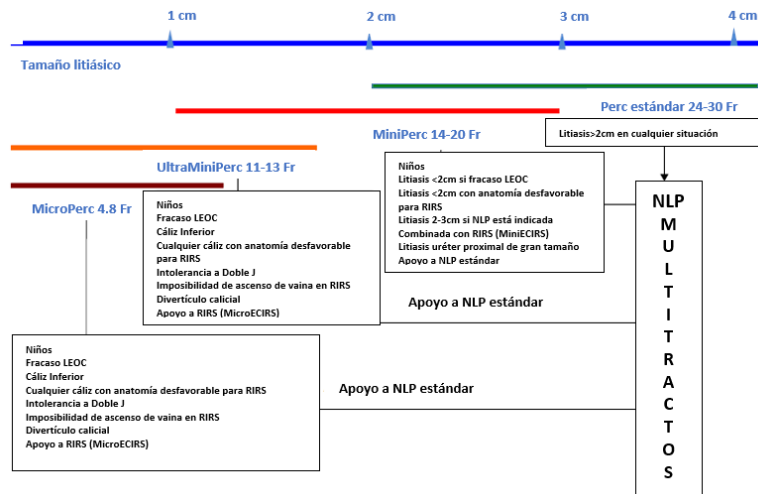 1 cm
2 cm
3 cm
4 cm
Tamaño litiásico
Perc estándar 24-30 Fr
Litiasis>2cm en cualquier situación
MiniPerc 14-20 Fr
Niños
Litiasis <2cm si fracaso LEOC
Litiasis <2cm con anatomía desfavorable
para RIRS
Litiasis 2-3cm si NLP está indicada
Combinada con RIRS (MiniECIRS)
Litiasis uréter proximal de gran tamaño
Apoyo a NLP estándar
UltraMiniPerc 11-13 Fr
Niños
Fracaso LEOC
Cáliz Inferior
Cualquier cáliz con anatomía desfavorable
para RIRS
Intolerancia a Doble J
Imposibilidad de ascenso de vaina en RIRS
Divertículo calicial
Apoyo a RIRS (MicroECIRS)
Apoyo a NLP estándar
MicroPerc 4.8 Fr
Niños
Fracaso LEOC
Cáliz Inferior
Cualquier cáliz con anatomía desfavorable para RIRS
Intolerancia a Doble J
Imposibilidad de ascenso de vaina en RIRS
Divertículo calicial
Apoyo a RIRS (MicroECIRS)
Apoyo a NLP estándar
NLP
M
U
L
T
I
T
R
A
C
T
O
S